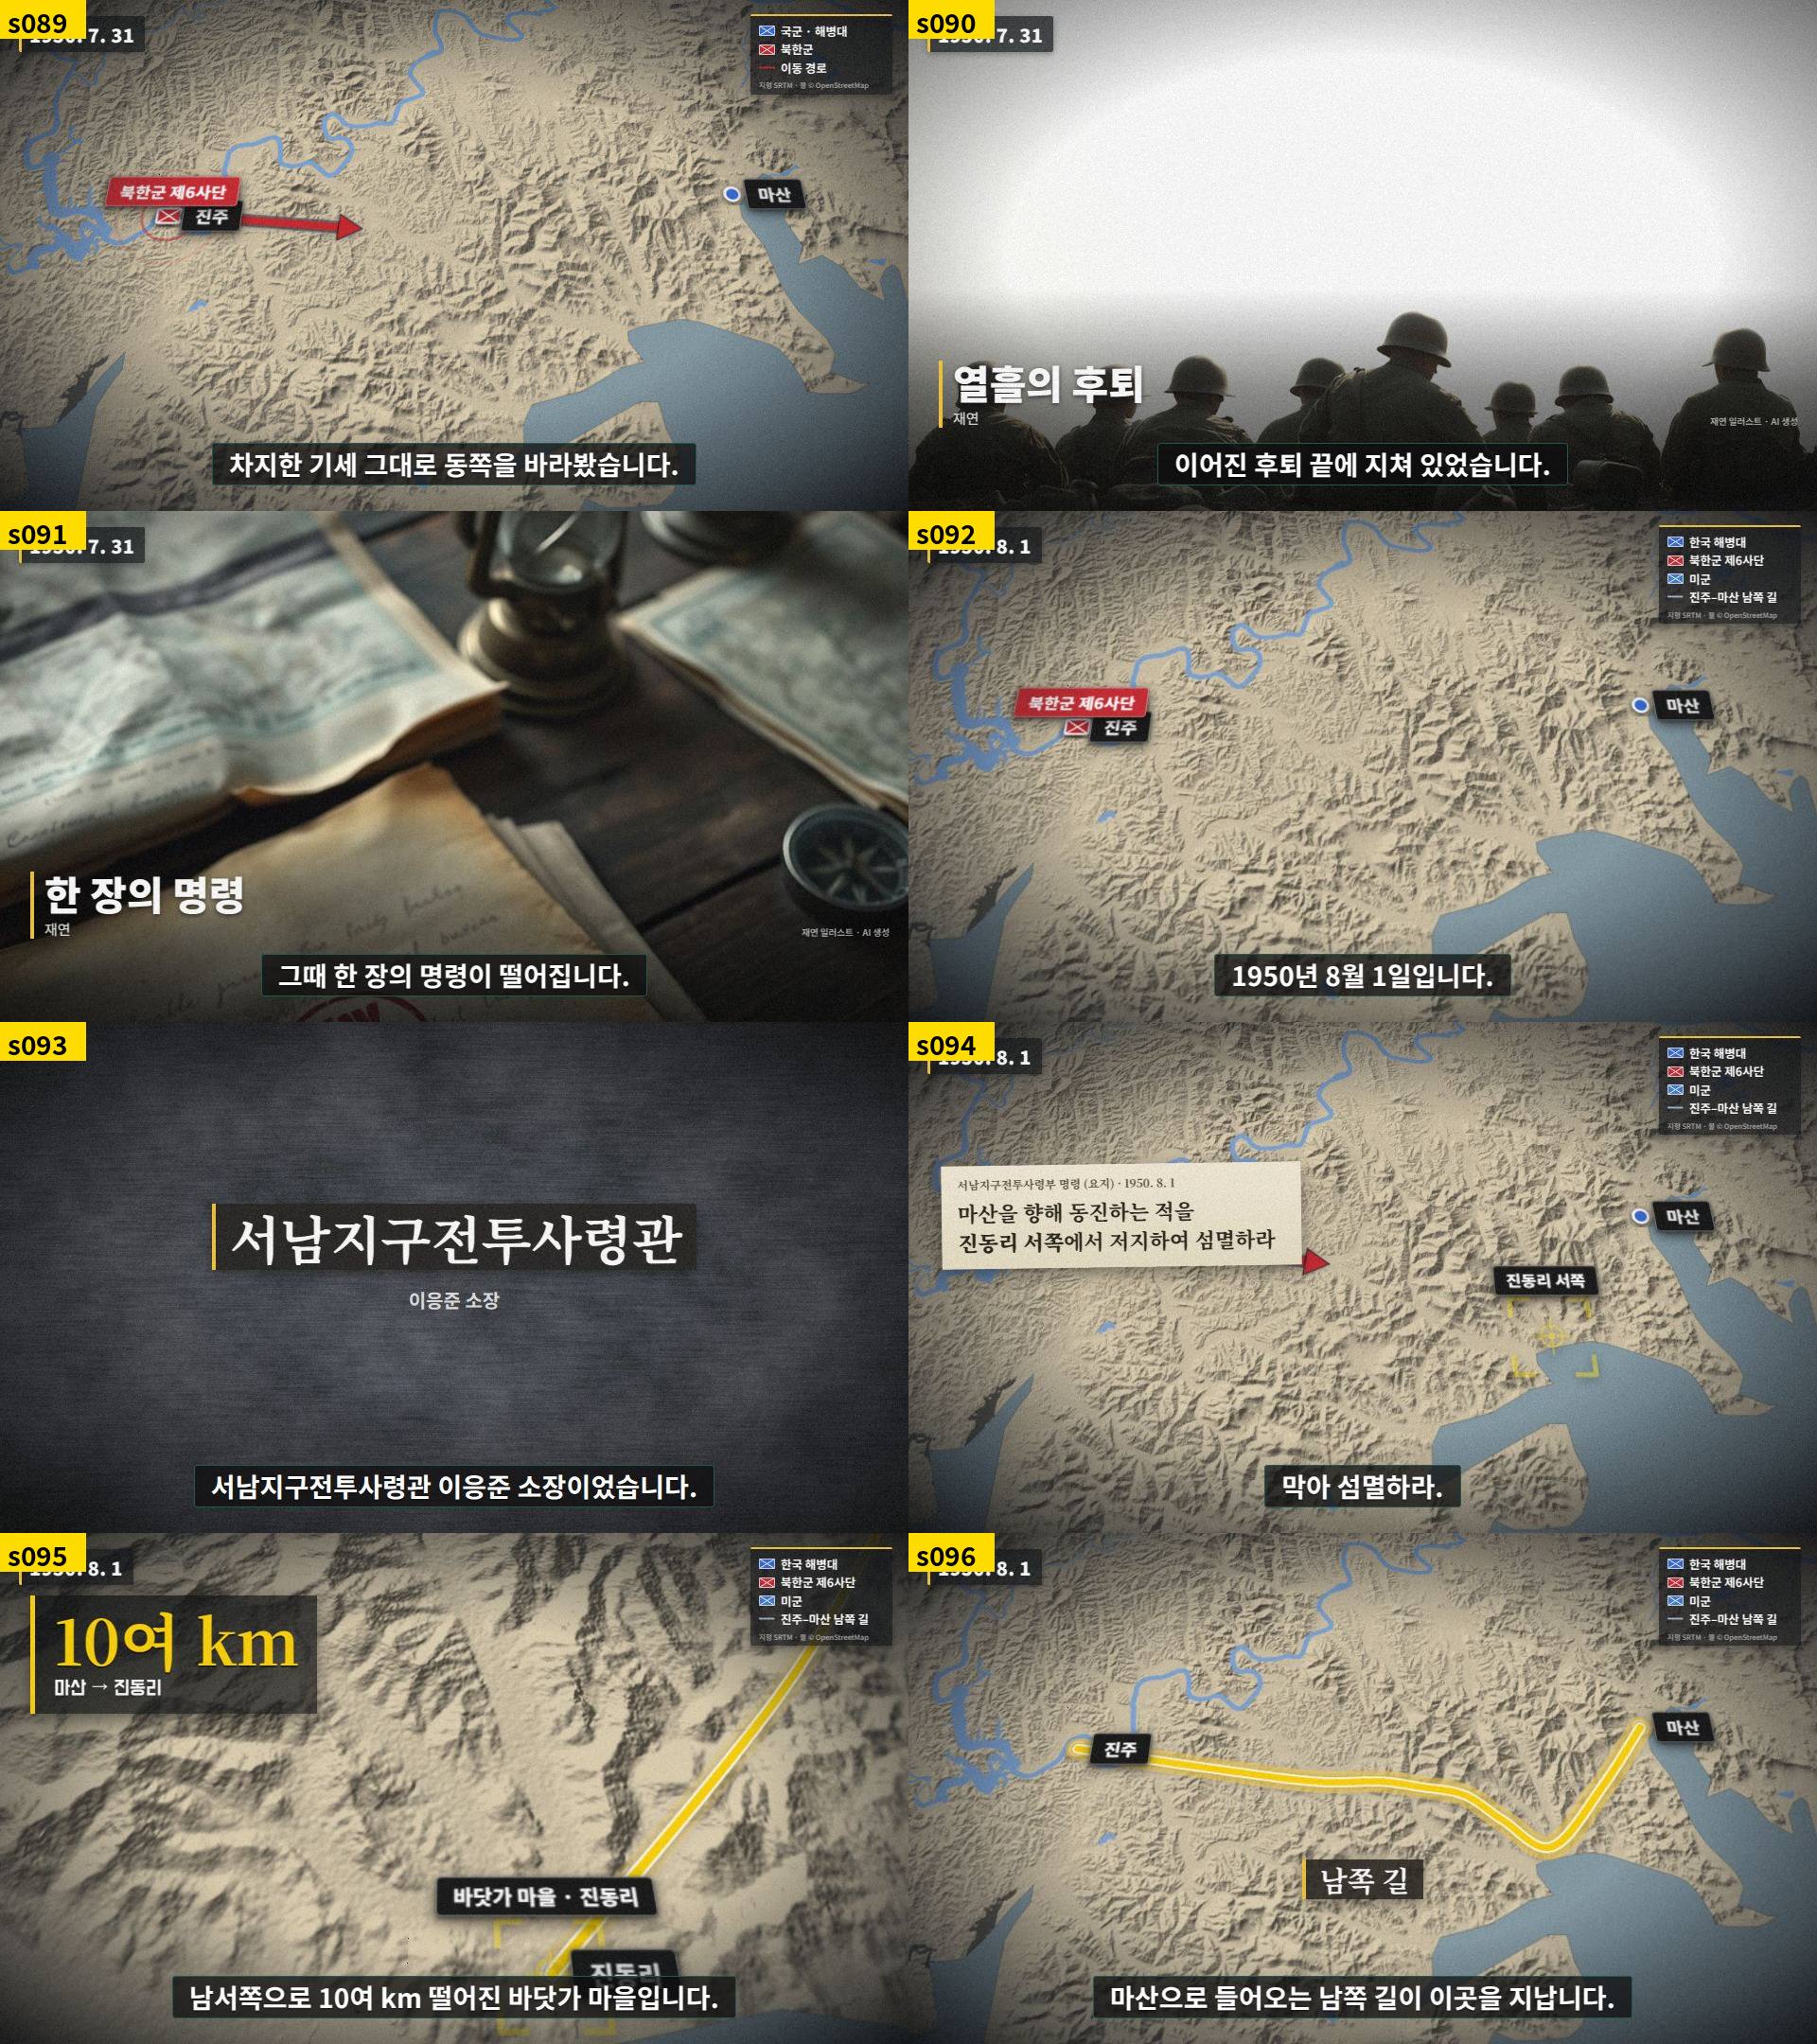 s089
7. 31
국군 · 해병대
북한군
이동 경로
지형 SRTM · 물 © OpenStreetMap
북한군 제6사단
진주
마산
차지한 기세 그대로 동쪽을 바라봤습니다.
s090
7. 31
열흘의 후퇴
재연
재연 일러스트 · AI 생성
이어진 후퇴 끝에 지쳐 있었습니다.
s091
7. 31
한 장의 명령
재연
재연 일러스트 · AI 생성
그때 한 장의 명령이 떨어집니다.
s092
8. 1
한국 해병대
북한군 제6사단
미군
진주–마산 남쪽 길
지형 SRTM · 물 © OpenStreetMap
북한군 제6사단
진주
마산
1950년 8월 1일입니다.
s093
서남지구전투사령관
이응준 소장
서남지구전투사령관 이응준 소장이었습니다.
s094
8. 1
한국 해병대
북한군 제6사단
미군
진주–마산 남쪽 길
지형 SRTM · 물 © OpenStreetMap
서남지구전투사령부 명령 (요지) · 1950. 8. 1
마산을 향해 동진하는 적을
진동리 서쪽에서 저지하여 섬멸하라
마산
진동리 서쪽
막아 섬멸하라.
s095
8. 1
한국 해병대
북한군 제6사단
미군
진주–마산 남쪽 길
지형 SRTM · 물 © OpenStreetMap
10여 km
마산 → 진동리
바닷가 마을 · 진동리
진동리
남서쪽으로 10여 km 떨어진 바닷가 마을입니다.
s096
8. 1
한국 해병대
북한군 제6사단
미군
진주–마산 남쪽 길
지형 SRTM · 물 © OpenStreetMap
진주
마산
남쪽 길
마산으로 들어오는 남쪽 길이 이곳을 지납니다.